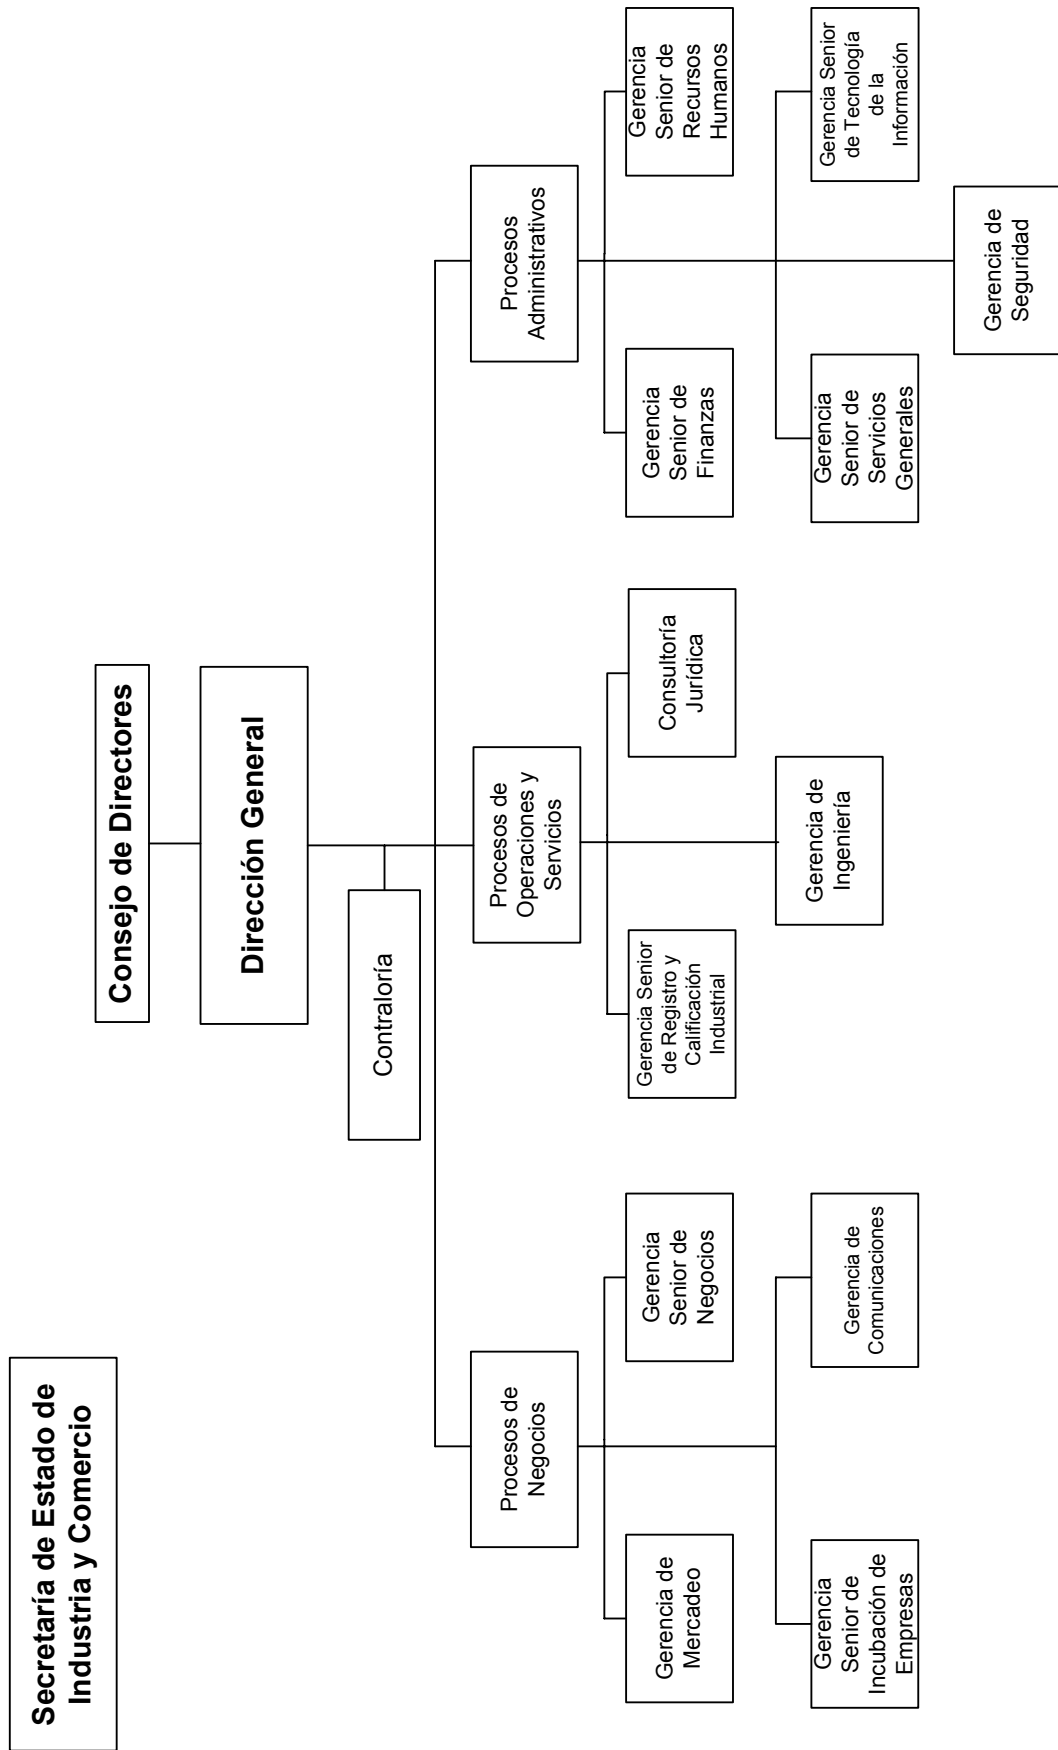 Secretaría de Estado de
Industria y Comercio
Consejo de Directores
Dirección General
Contraloría
Procesos de
Negocios
Procesos de
Operaciones y
Servicios
Procesos
Administrativos
Gerencia de
Mercadeo
Gerencia
Senior de
Negocios
Gerencia Senior
de Registro y
Calificación
Industrial
Consultoría
Jurídica
Gerencia
Senior de
Finanzas
Gerencia
Senior de
Recursos
Humanos
Gerencia
Senior de
Incubación de
Empresas
Gerencia de
Comunicaciones
Gerencia de
Ingeniería
Gerencia
Senior de
Servicios
Generales
Gerencia Senior
de Tecnología
de la
Información
Gerencia de
Seguridad